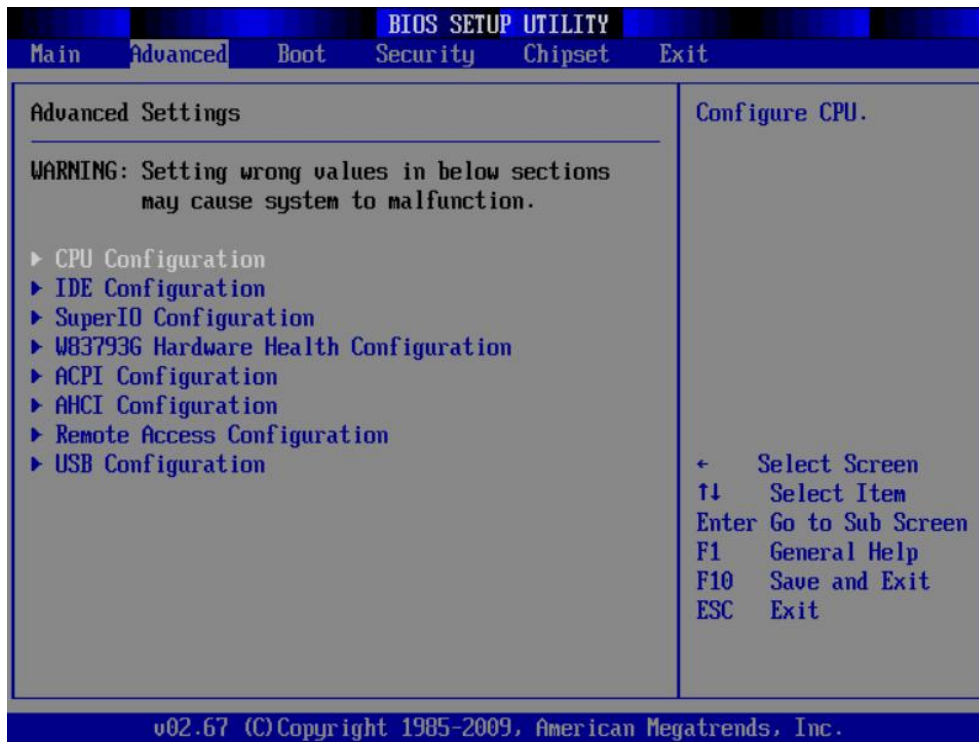 BIOS SETUP UTILITY
Main Advanced Boot Security Chipset Exit
Advanced Settings
WARNING: Setting wrong values in below sections
may cause system to malfunction.
▶ CPU Configuration
▶ IDE Configuration
▶ SuperIO Configuration
▶ W83793G Hardware Health Configuration
▶ ACPI Configuration
▶ AHCI Configuration
▶ Remote Access Configuration
▶ USB Configuration
Configure CPU.
← Select Screen
↑↓ Select Item
Enter Go to Sub Screen
F1 General Help
F10 Save and Exit
ESC Exit
v02.67 (C)Copyright 1985-2009, American Megatrends, Inc.